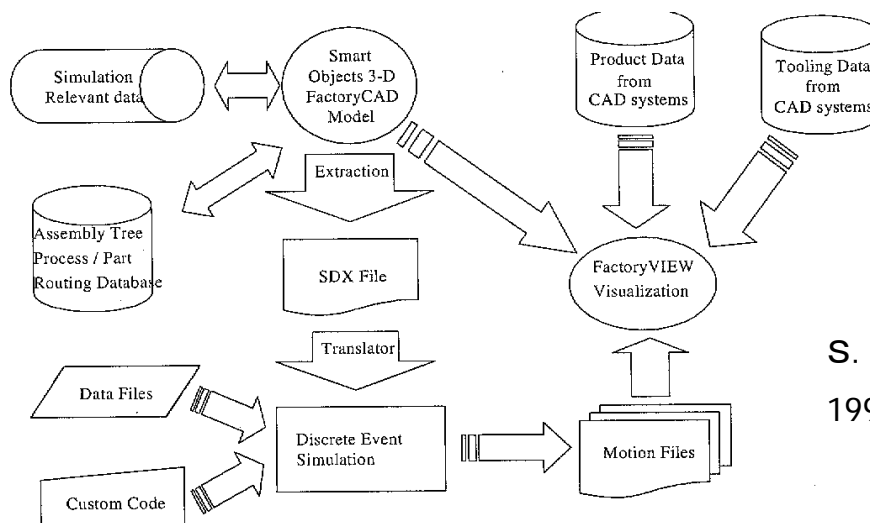 Simulation
Relevant data
Smart
Objects 3-D
FactoryCAD
Model
Product Data
from
CAD systems
Tooling Data
from
CAD systems
Extraction
Assembly Tree
Process / Part
Routing Database
SDX File
FactoryVIEW
Visualization
Translator
s.
199
Data Files
Discrete Event
Simulation
Motion Files
Custom Code